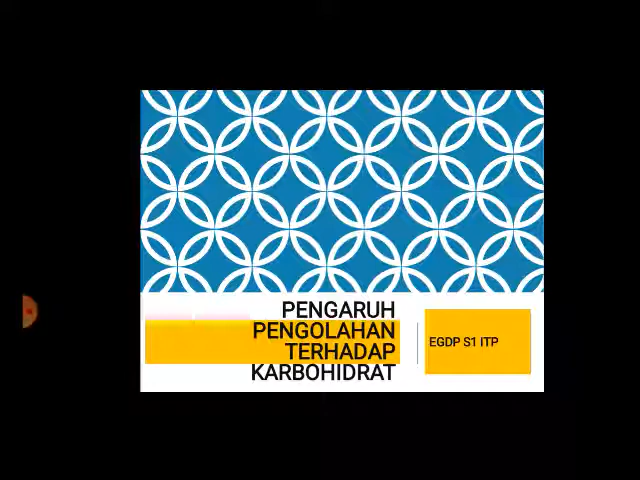 PENGARUH
PENGOLAHAN
TERHADAP
KARBOHIDRAT
EGDP S1 ITP